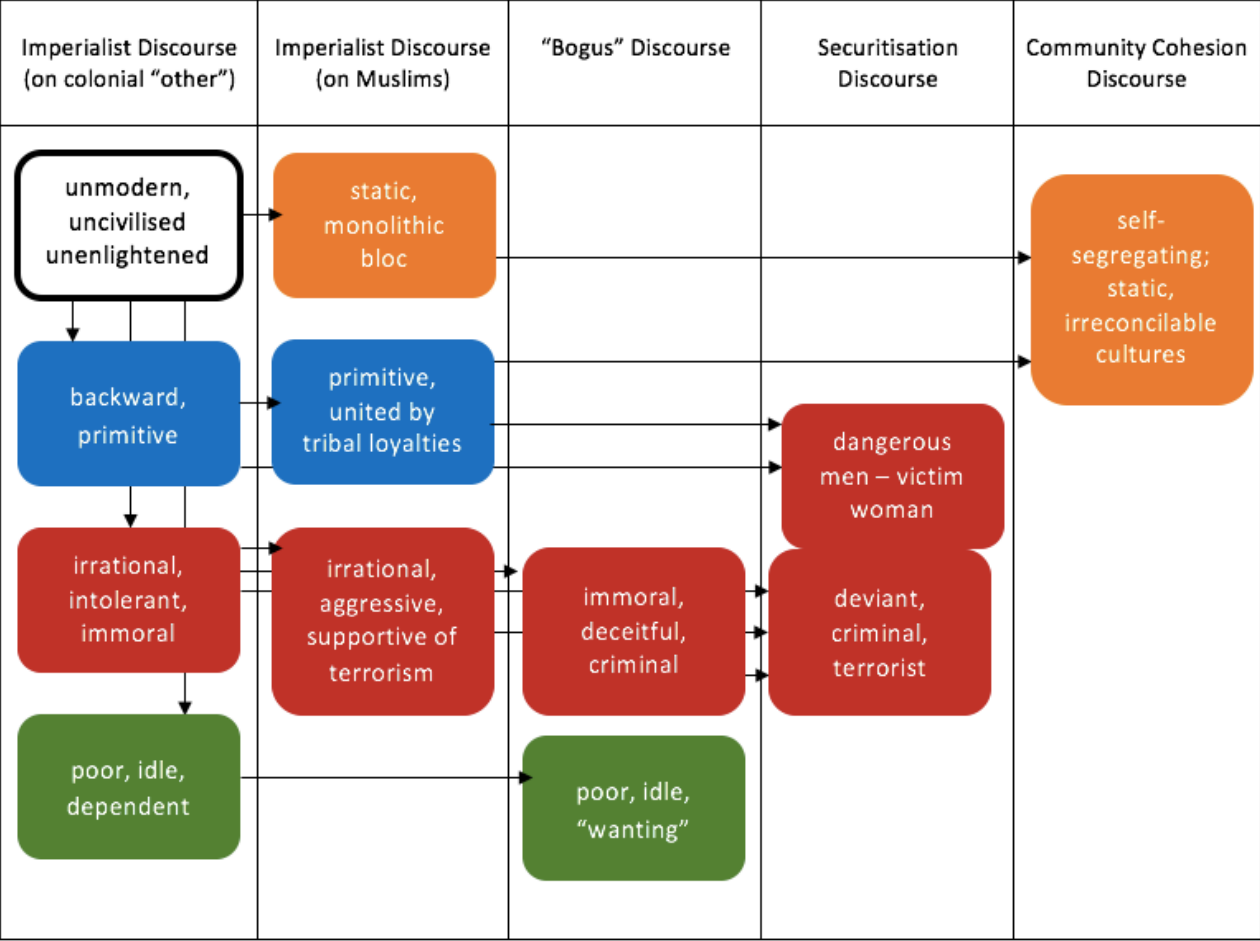 Imperialist Discourse
(on colonial “other”)
Imperialist Discourse
(on Muslims)
“Bogus” Discourse
Securitisation
Discourse
Community Cohesion
Discourse
unmodern,
uncivilised
unenlightened
static,
monolithic
bloc
self-
segregating;
static,
irreconcilable
cultures
backward,
primitive
primitive,
united by
tribal loyalties
dangerous
men – victim
woman
irrational,
intolerant,
immoral
irrational,
aggressive,
supportive of
terrorism
immoral,
deceitful,
criminal
deviant,
criminal,
terrorist
poor, idle,
dependent
poor, idle,
“wanting”